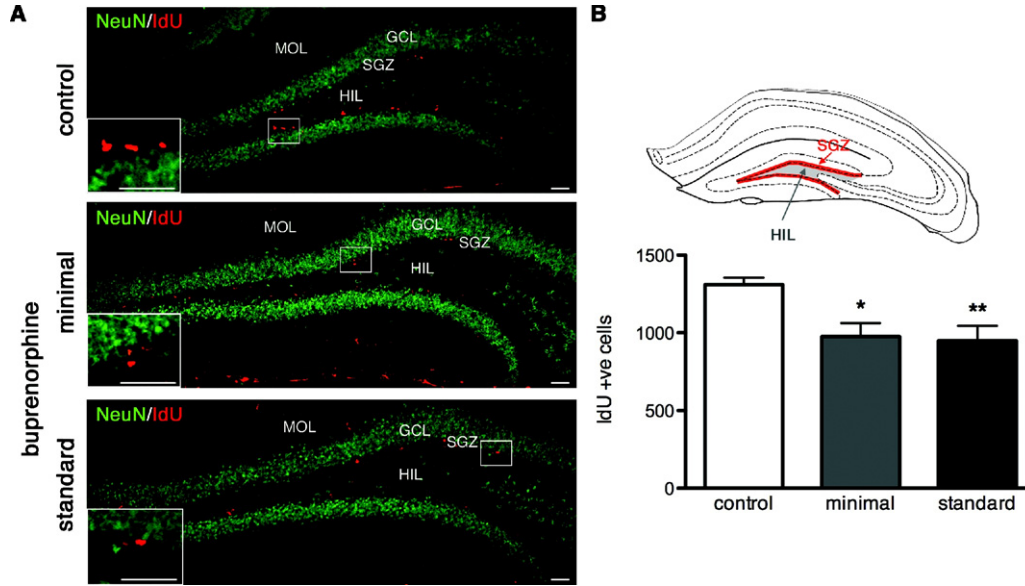 A
NeuN/IdU
MOL
GCL
SGZ
HIL
control
NeuN/IdU
MOL
GCL
SGZ
HIL
minimal
buprenorphine
NeuN/IdU
MOL
GCL
SGZ
HIL
standard
B
SGZ
HIL
1500
1000
500
0
IdU +ve cells
*
**
control minimal standard